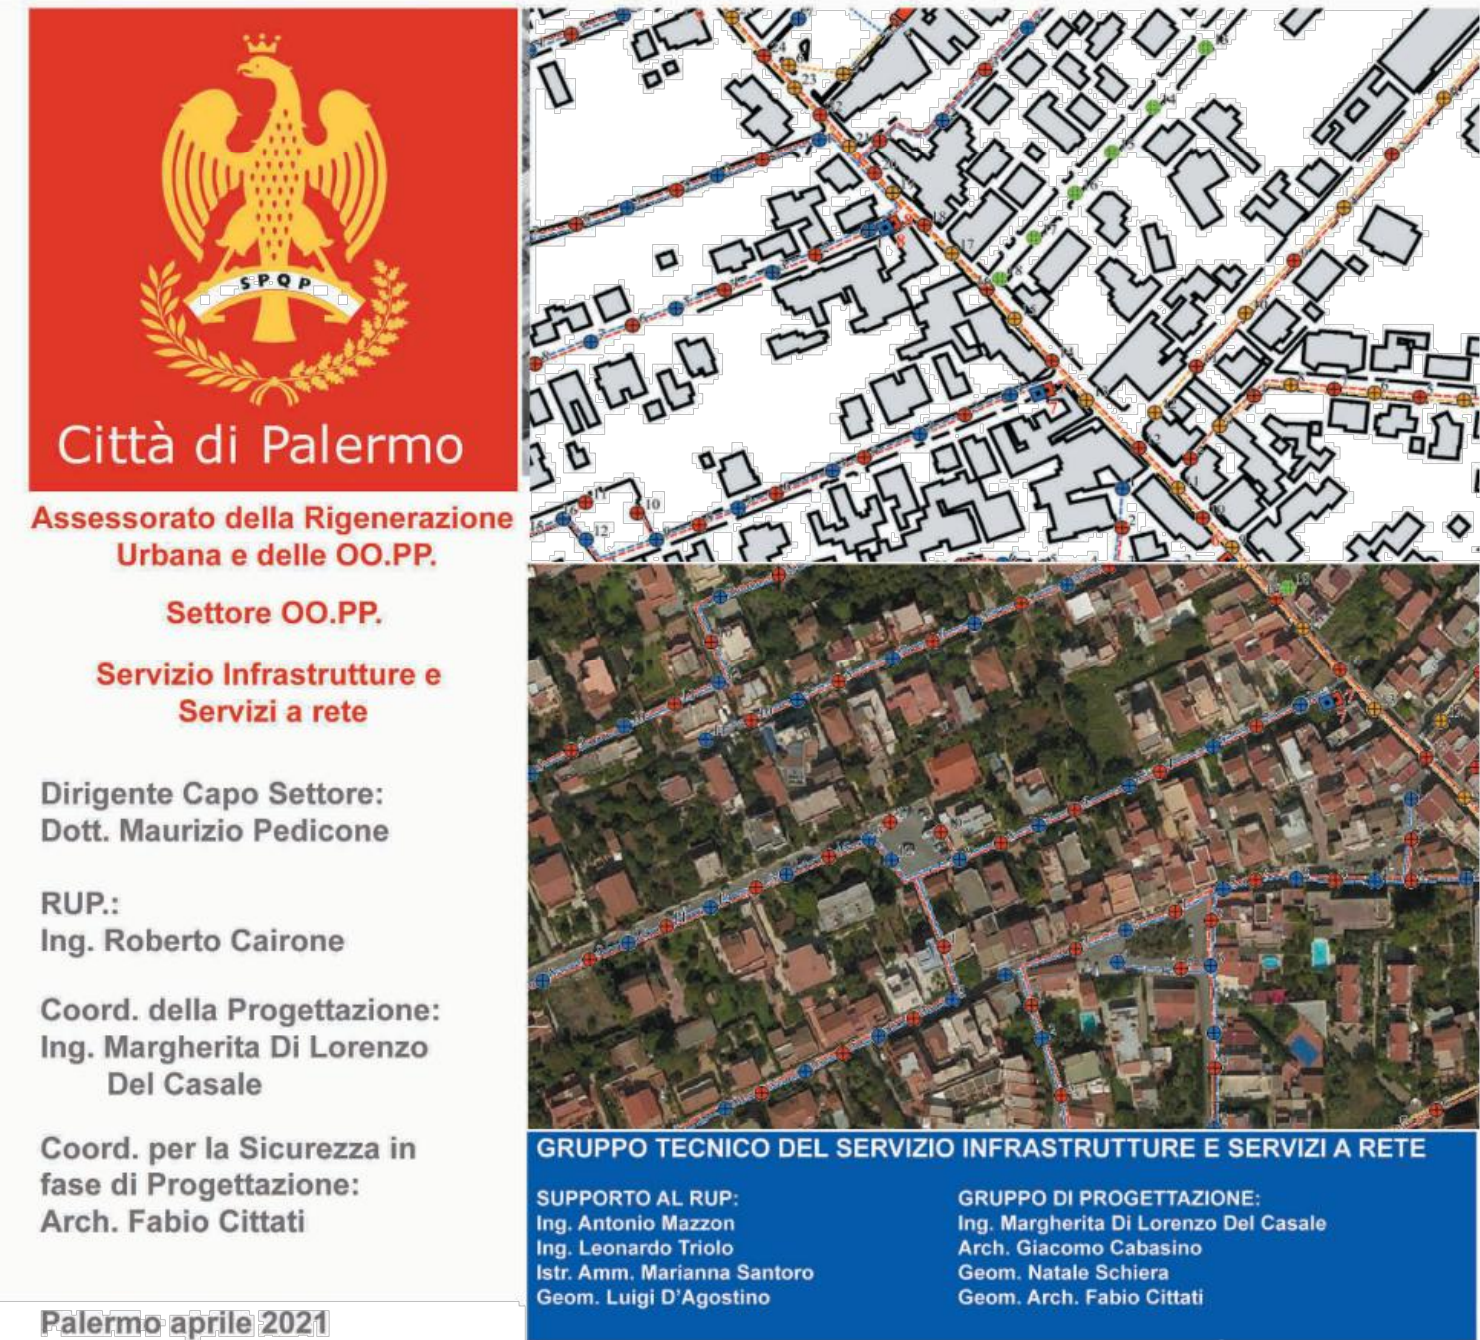 S P Q P
Città di Palermo
Assessorato della Rigenerazione
Urbana e delle OO.PP.
Settore OO.PP.
Servizio Infrastrutture e
Servizi a rete
Dirigente Capo Settore:
Dott. Maurizio Pedicone
RUP.:
Ing. Roberto Cairone
Coord. della Progettazione:
Ing. Margherita Di Lorenzo
Del Casale
Coord. per la Sicurezza in
fase di Progettazione:
Arch. Fabio Cittati
Palermo aprile 2021
GRUPPO TECNICO DEL SERVIZIO INFRASTRUTTURE E SERVIZI A RETE
SUPPORTO AL RUP:
Ing. Antonio Mazzon
Ing. Leonardo Triolo
Istr. Amm. Marianna Santoro
Geom. Luigi D'Agostino
GRUPPO DI PROGETTAZIONE:
Ing. Margherita Di Lorenzo Del Casale
Arch. Giacomo Cabasino
Geom. Natale Schiera
Geom. Arch. Fabio Cittati